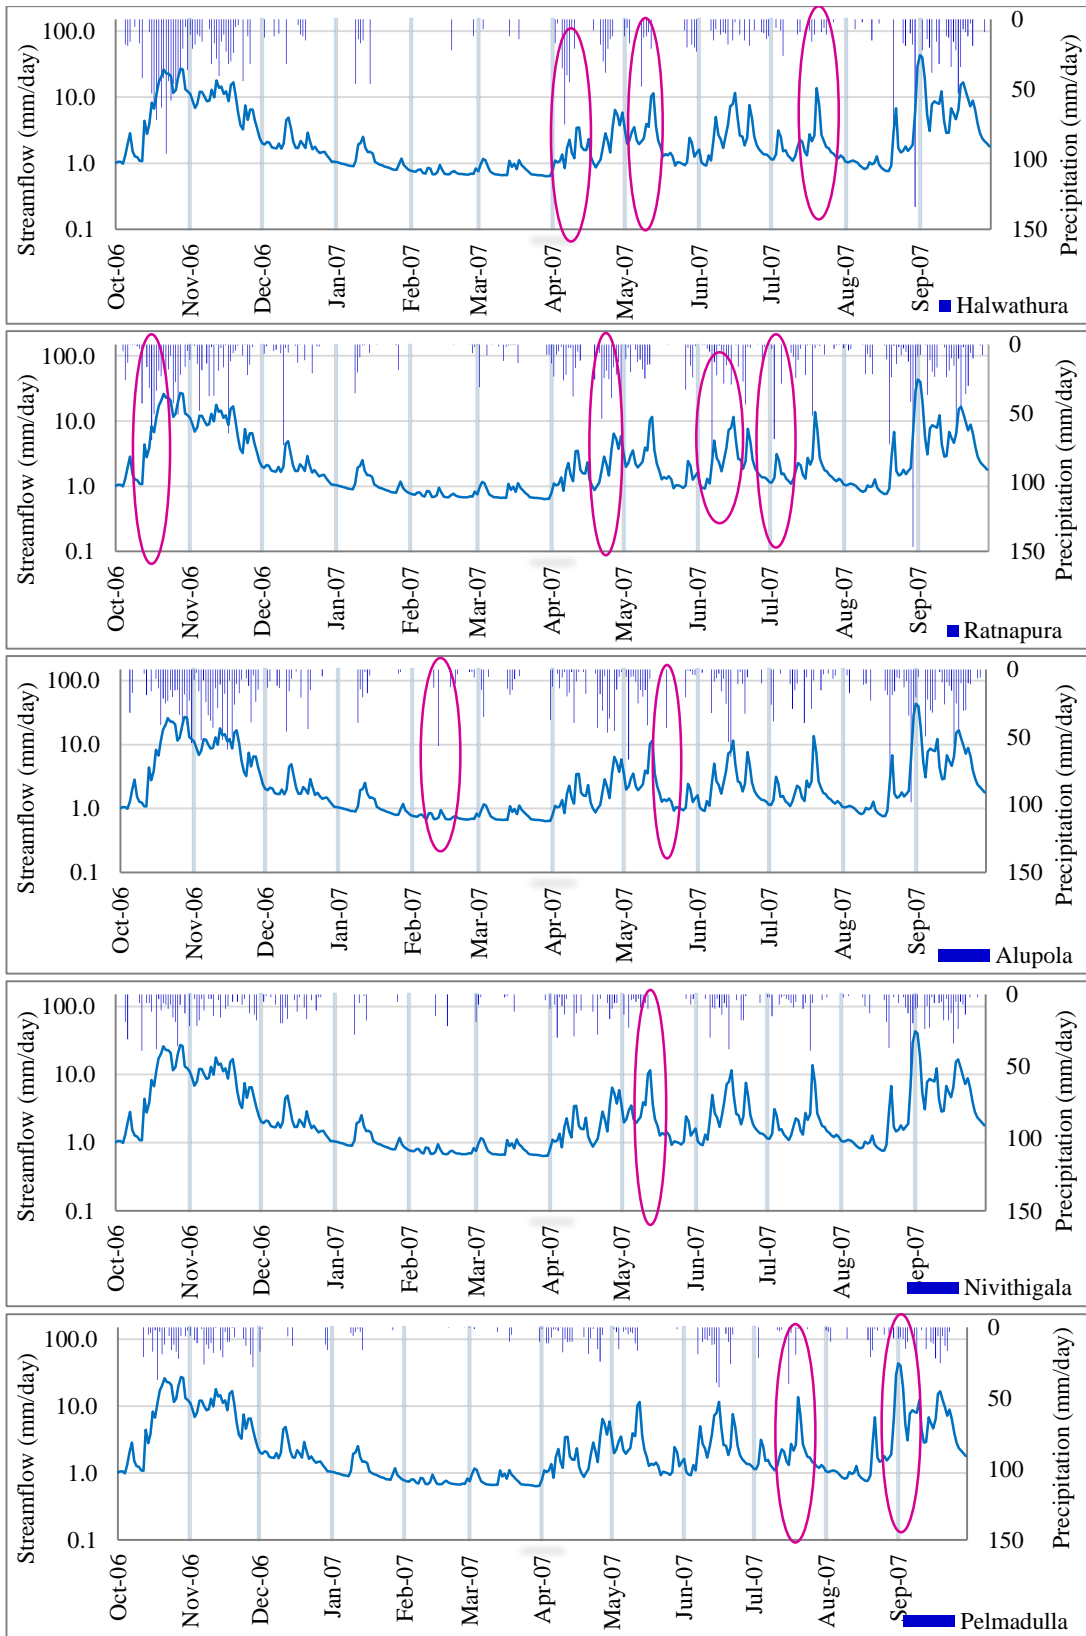 Streamflow (mm/day)
100.0
10.0
1.0
0.1
0
50
100
150
Precipitation (mm/day)
Oct-06 Nov-06 Dec-06 Jan-07 Feb-07 Mar-07 Apr-07 May-07 Jun-07 Jul-07 Aug-07 Sep-07
Halwathura
Streamflow (mm/day)
100.0
10.0
1.0
0.1
0
50
100
150
Precipitation (mm/day)
Oct-06 Nov-06 Dec-06 Jan-07 Feb-07 Mar-07 Apr-07 May-07 Jun-07 Jul-07 Aug-07 Sep-07
Ratnapura
Streamflow (mm/day)
100.0
10.0
1.0
0.1
0
50
100
150
Precipitation (mm/day)
Oct-06 Nov-06 Dec-06 Jan-07 Feb-07 Mar-07 Apr-07 May-07 Jun-07 Jul-07 Aug-07 Sep-07
Alupola
Streamflow (mm/day)
100.0
10.0
1.0
0.1
0
50
100
150
Precipitation (mm/day)
Oct-06 Nov-06 Dec-06 Jan-07 Feb-07 Mar-07 Apr-07 May-07 Jun-07 Jul-07 Aug-07 Sep-07
Nivithigala
Streamflow (mm/day)
100.0
10.0
1.0
0.1
0
50
100
150
Precipitation (mm/day)
Oct-06 Nov-06 Dec-06 Jan-07 Feb-07 Mar-07 Apr-07 May-07 Jun-07 Jul-07 Aug-07 Sep-07
Pelmadulla